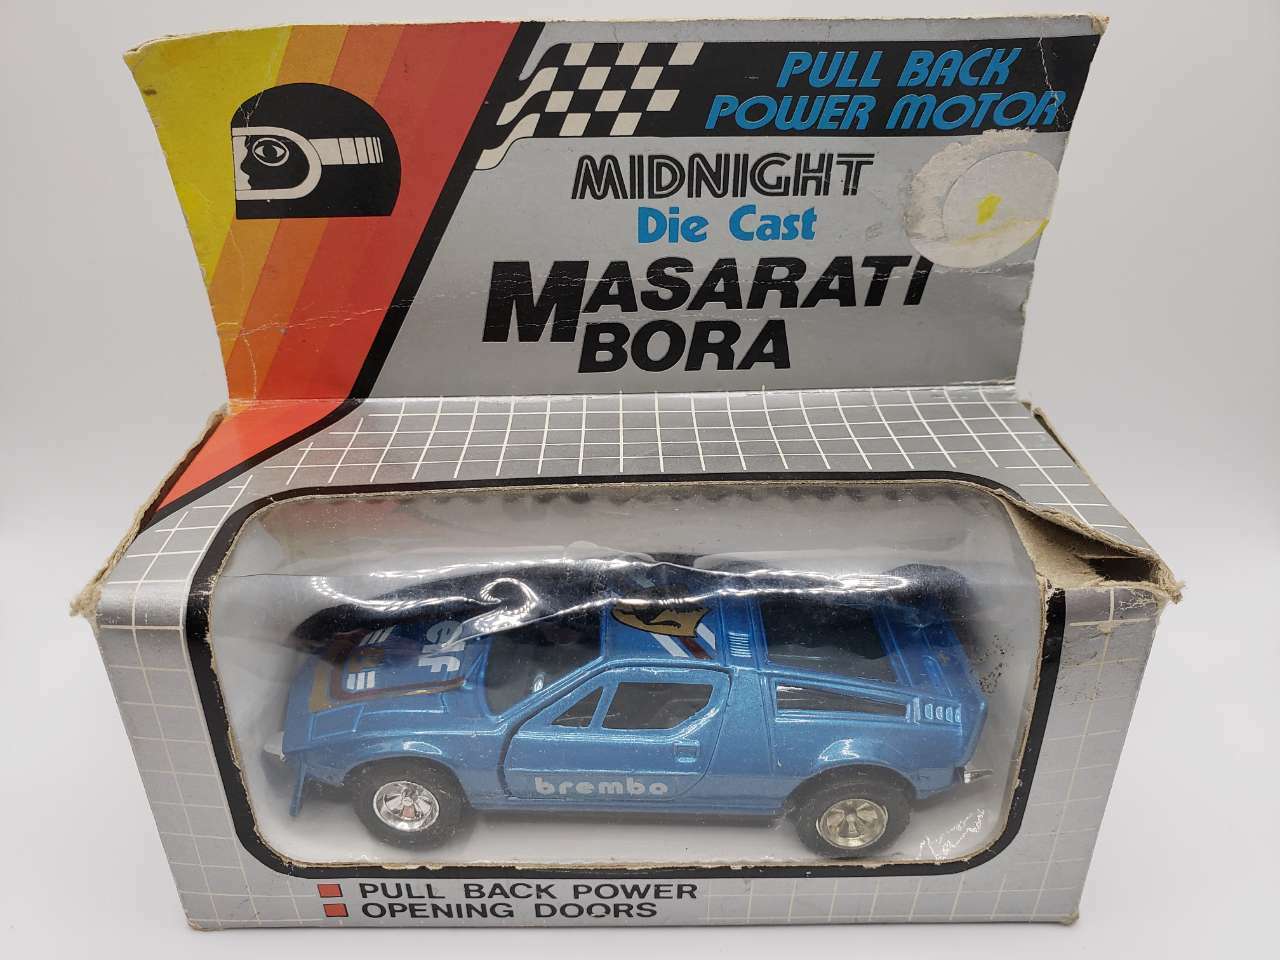 PULL BACK
POWER MOTOR
MIDNIGHT
Die Cast
MASARATI
BORA
elf
brembo
PULL BACK POWER
OPENING DOORS